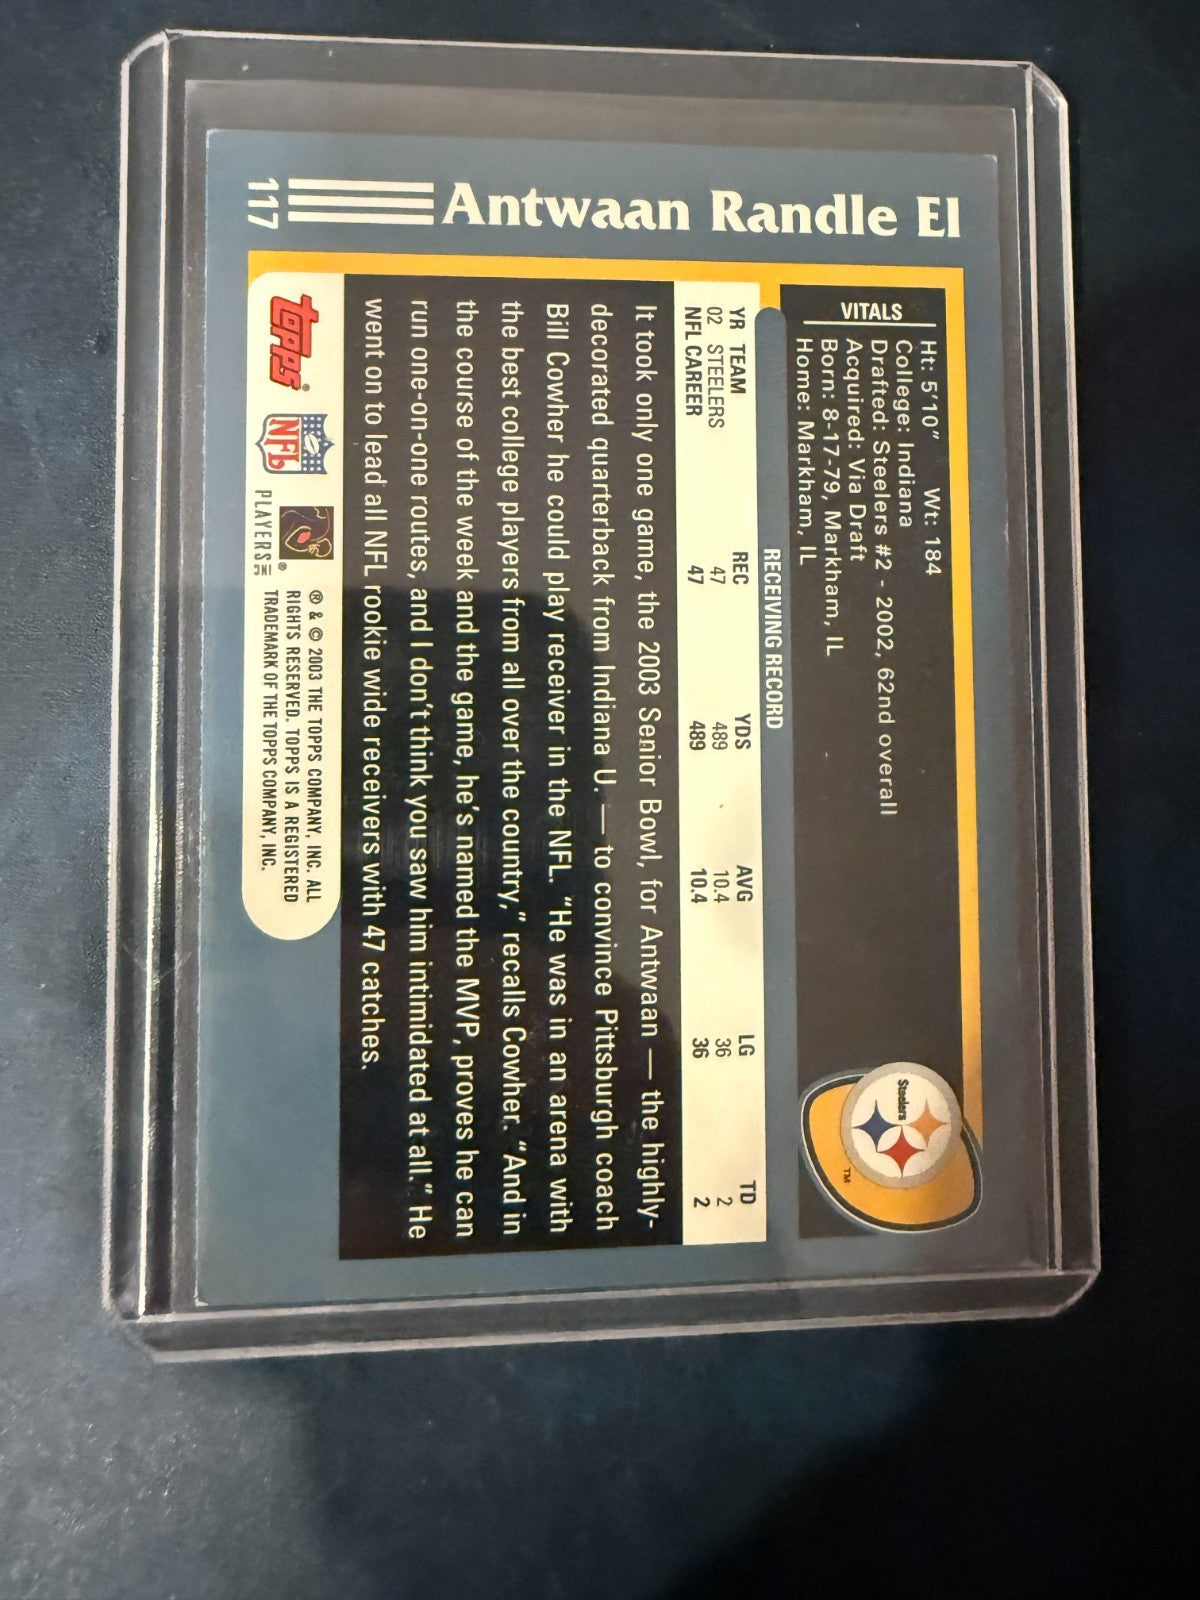 Antwaan Randle El
117
VITALS
Ht: 5'10" Wt: 184
College: Indiana
Drafted: Steelers #2 - 2002, 62nd overall
Acquired: Via Draft
Born: 8-17-79, Markham, IL
Home: Markham, IL
Steelers
TM
RECEIVING RECORD
YR TEAM REC YDS AVG LG TD
02 STEELERS 47 489 10.4 36 2
NFL CAREER 47 489 10.4 36 2
It took only one game, the 2003 Senior Bowl, for Antwaan — the highly-
decorated quarterback from Indiana U. — to convince Pittsburgh coach
Bill Cowher he could play receiver in the NFL. “He was in an arena with
the best college players from all over the country,” recalls Cowher. “And in
the course of the week and the game, he's named the MVP, proves he can
run one-on-one routes, and I don't think you saw him intimidated at all.” He
went on to lead all NFL rookie wide receivers with 47 catches.
topps®
NFL
PLAYERS INC ®
® & © 2003 THE TOPPS COMPANY, INC. ALL
RIGHTS RESERVED. TOPPS IS A REGISTERED
TRADEMARK OF THE TOPPS COMPANY, INC.